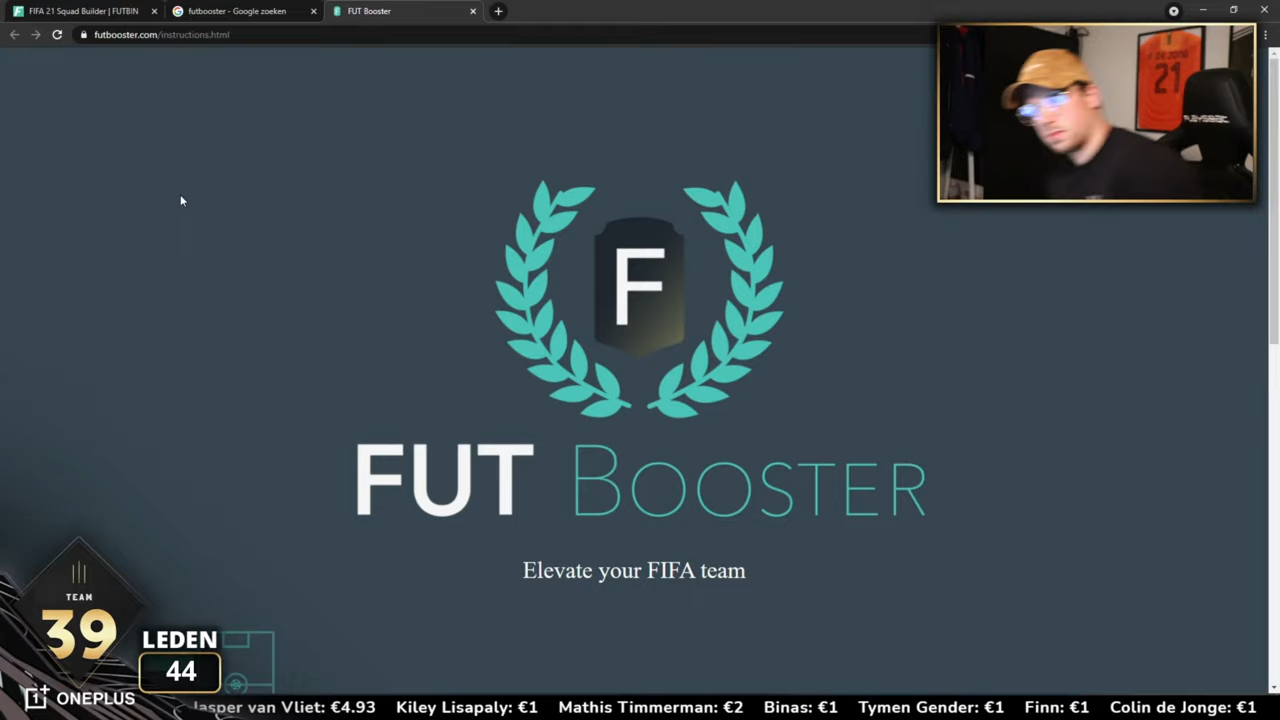 FIFA 21 Squad Builder | FUTBIN
futbooster - Google zoeken
FUT Booster
futbooster.com/instructions.html
21
F
FUT BOOSTER
Elevate your FIFA team
TEAM
39
LEDEN
44
ONEPLUS
Jasper van Vliet: €4.93 Kiley Lisapaly: €1 Mathis Timmerman: €2 Binas: €1 Tymen Gender: €1 Finn: €1 Colin de Jonge: €1